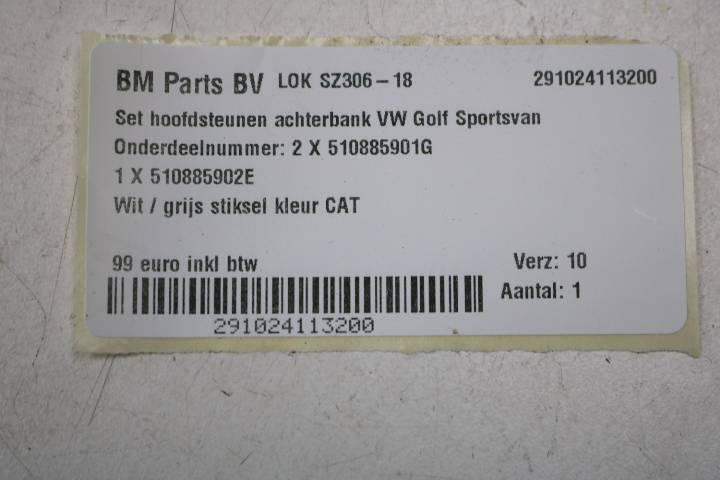 BM Parts BV LOK SZ306-18 291024113200
Set hoofdsteunen achterbank VW Golf Sportsvan
Onderdeelnummer: 2 X 510885901G
1 X 510885902E
Wit / grijs stiksel kleur CAT
99 euro inkl btw Verz: 10
Aantal: 1
291024113200